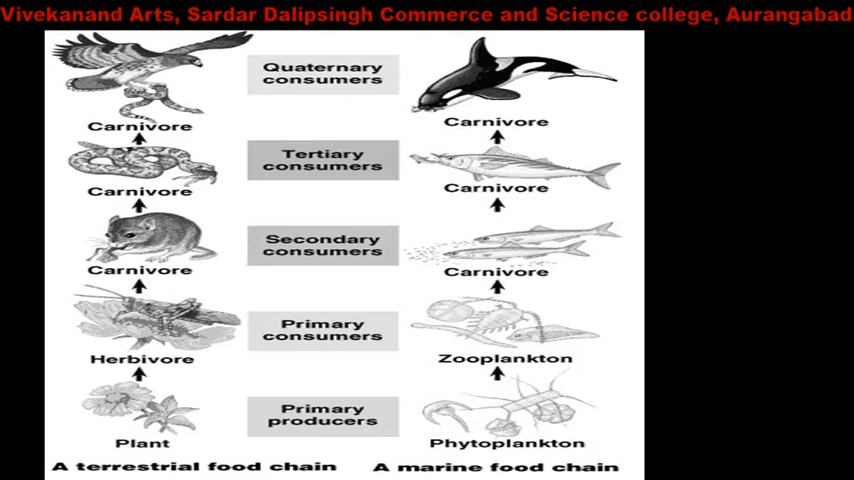 Vivekanand Arts, Sardar Dalipsingh Commerce and Science college, Aurangabad
Quaternary
consumers
Carnivore
Carnivore
Tertiary
consumers
Carnivore
Carnivore
Secondary
consumers
Carnivore
Carnivore
Primary
consumers
Herbivore
Zooplankton
Primary
producers
Plant
Phytoplankton
A terrestrial food chain
A marine food chain